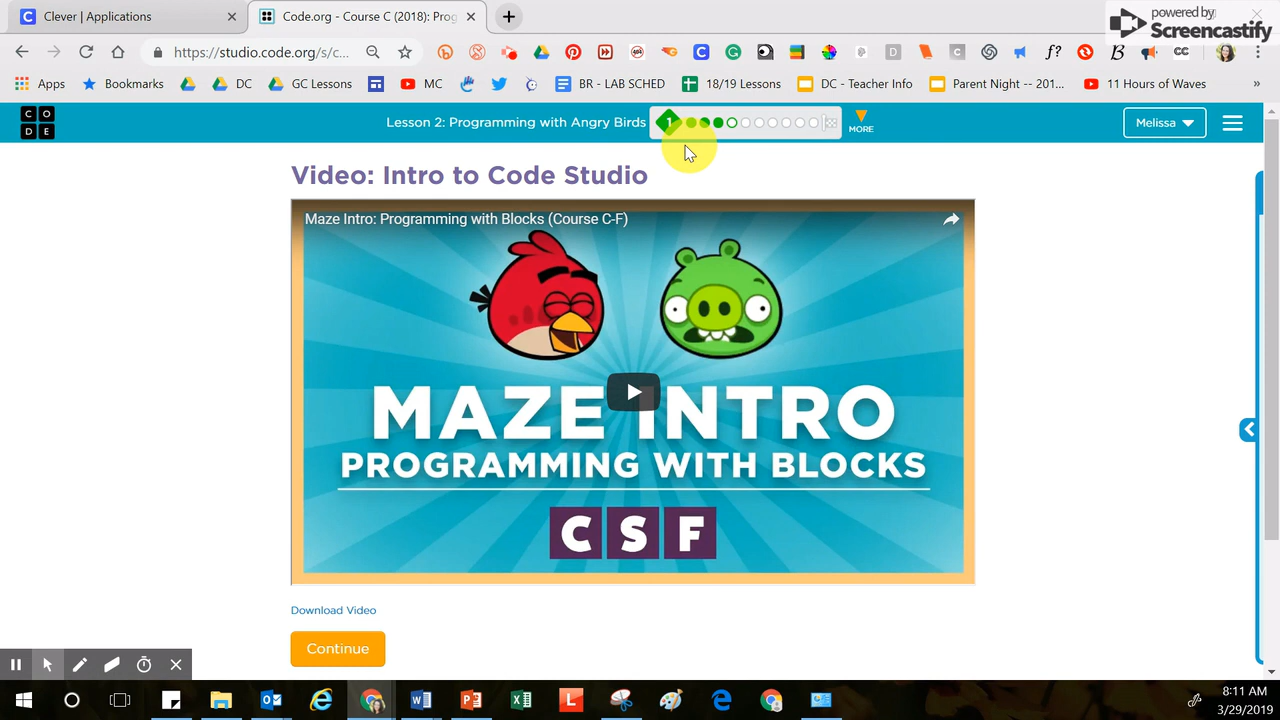 Clever | Applications
Code.org - Course C (2018): Prog
powered by
Screencastify
https://studio.code.org/s/c...
f?
B
CC
Apps
Bookmarks
DC
GC Lessons
MC
BR - LAB SCHED
18/19 Lessons
DC - Teacher Info
Parent Night -- 201...
11 Hours of Waves
»
CODE
Lesson 2: Programming with Angry Birds
1
MORE
Melissa
Video: Intro to Code Studio
Maze Intro: Programming with Blocks (Course C-F)
MAZE INTRO
PROGRAMMING WITH BLOCKS
CSF
Download Video
Continue
8:11 AM
3/29/2019